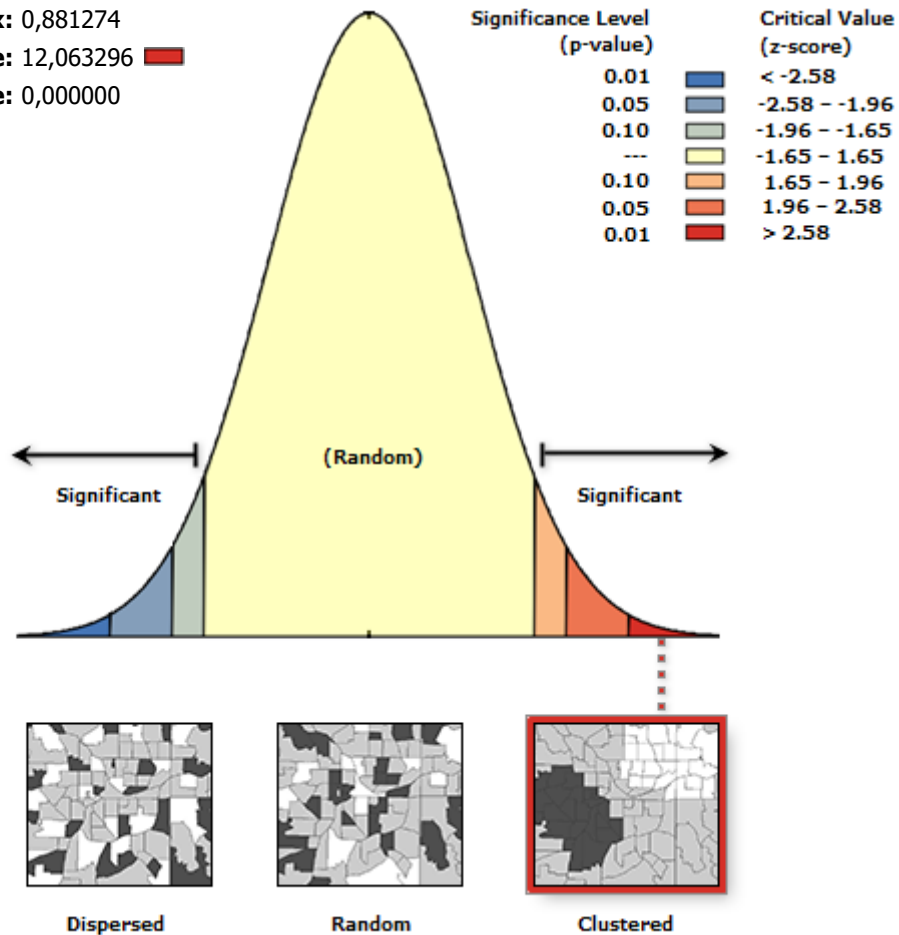 x: 0,881274
e: 12,063296
e: 0,000000
Significance Level
(p-value)
Critical Value
(z-score)
0.01 < -2.58
0.05 -2.58 – -1.96
0.10 -1.96 – -1.65
--- -1.65 – 1.65
0.10 1.65 – 1.96
0.05 1.96 – 2.58
0.01 > 2.58
(Random)
Significant
Significant
Dispersed
Random
Clustered